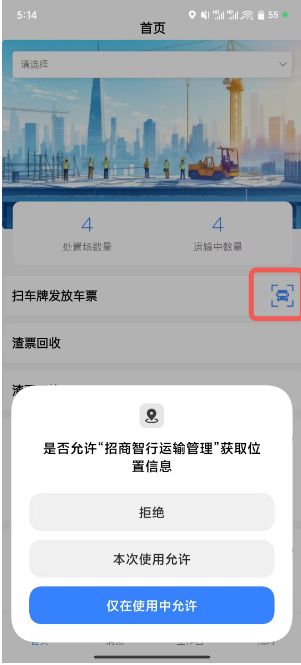 5:14
55
首页
请选择
4
4
处置场数量
运输中数量
扫车牌发放车票
渣票回收
是否允许“招商智行运输管理”获取位
置信息
拒绝
本次使用允许
仅在使用中允许
首页